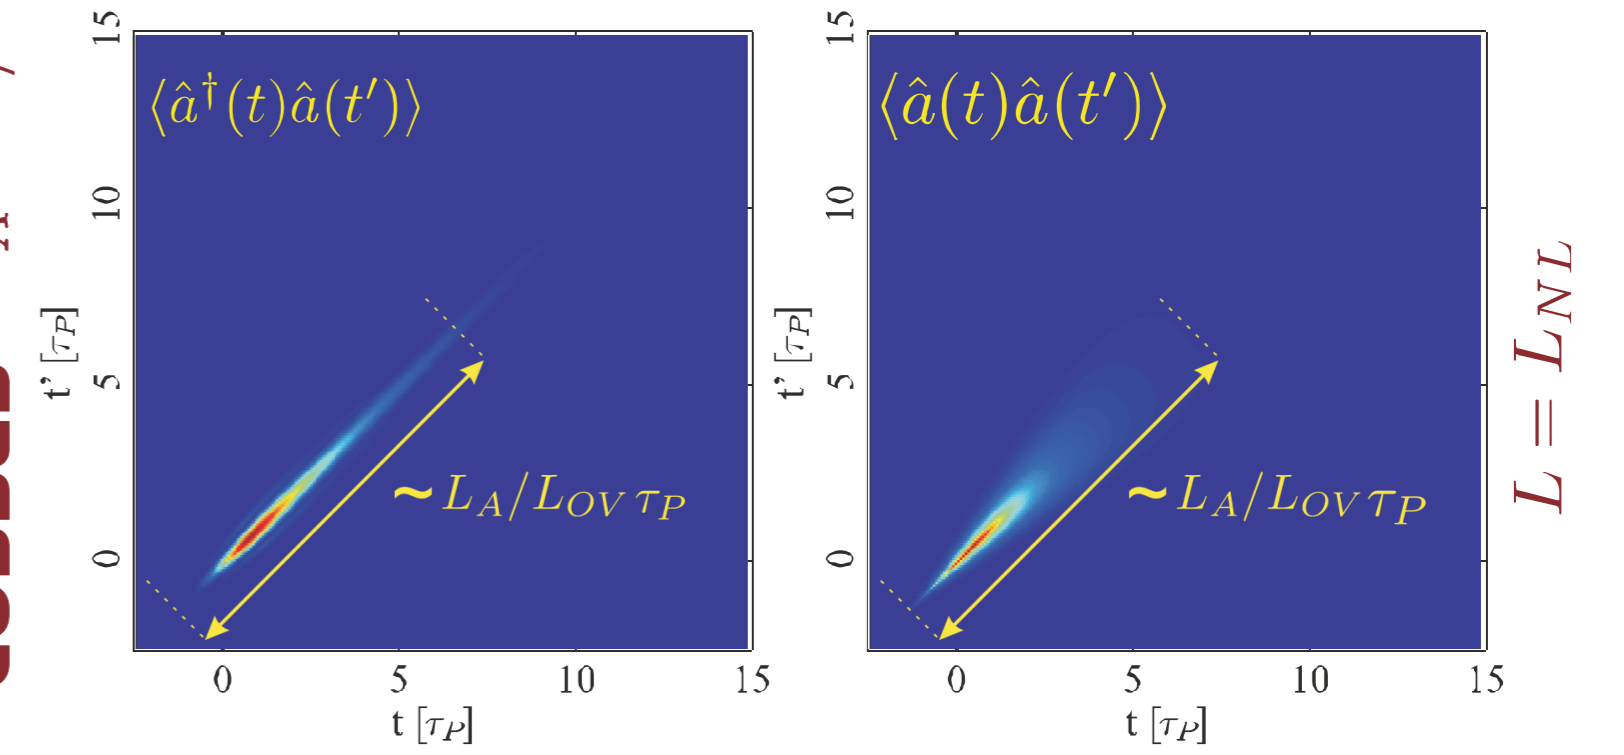 ⟨â†(t)â(t′)⟩
15
10
5
0
t' [τP]
0 5 10 15
t [τP]
~LA/LOV τP
⟨â(t)â(t′)⟩
15
10
5
0
t' [τP]
0 5 10 15
t [τP]
~LA/LOV τP
L = LNL